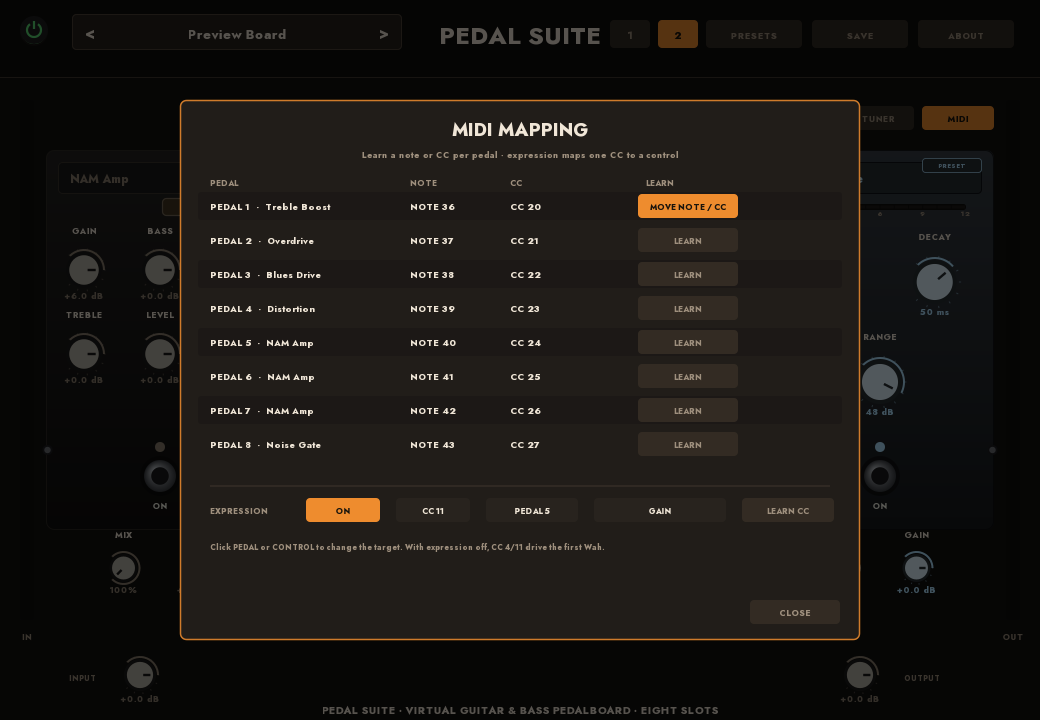 < Preview Board >
PEDAL SUITE
1
2
PRESETS
SAVE
ABOUT
TUNER
MIDI
NAM Amp
PRESET
GAIN
BASS
+6.0 dB
+0.0 dB
TREBLE
LEVEL
+0.0 dB
+0.0 dB
ON
MIX
100%
MIDI MAPPING
Learn a note or CC per pedal · expression maps one CC to a control
PEDAL NOTE CC LEARN
PEDAL 1 · Treble Boost NOTE 36 CC 20 MOVE NOTE / CC
PEDAL 2 · Overdrive NOTE 37 CC 21 LEARN
PEDAL 3 · Blues Drive NOTE 38 CC 22 LEARN
PEDAL 4 · Distortion NOTE 39 CC 23 LEARN
PEDAL 5 · NAM Amp NOTE 40 CC 24 LEARN
PEDAL 6 · NAM Amp NOTE 41 CC 25 LEARN
PEDAL 7 · NAM Amp NOTE 42 CC 26 LEARN
PEDAL 8 · Noise Gate NOTE 43 CC 27 LEARN
EXPRESSION ON CC 11 PEDAL 5 GAIN LEARN CC
Click PEDAL or CONTROL to change the target. With expression off, CC 4/11 drive the first Wah.
CLOSE
6 9 12
DECAY
50 ms
RANGE
48 dB
ON
GAIN
+0.0 dB
IN
OUT
INPUT
+0.0 dB
OUTPUT
+0.0 dB
PEDAL SUITE · VIRTUAL GUITAR & BASS PEDALBOARD · EIGHT SLOTS